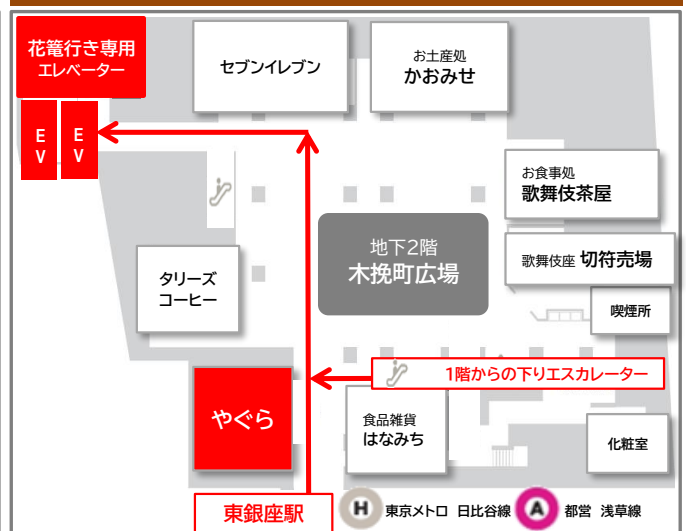 花篭行き専用
エレベーター
EV
EV
セブンイレブン
お土産処
かおみせ
お食事処
歌舞伎茶屋
地下2階
木挽町広場
歌舞伎座 切符売場
タリーズ
コーヒー
喫煙所
1階からの下りエスカレーター
やぐら
食品雑貨
はなみち
化粧室
東銀座駅
H 東京メトロ 日比谷線 A 都営 浅草線